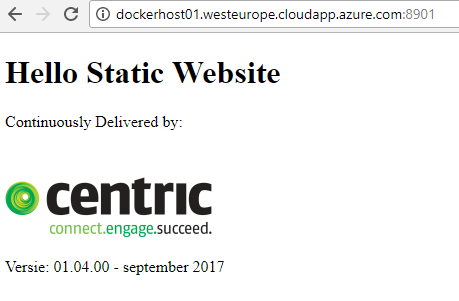 dockerhost01.westeurope.cloudapp.azure.com:8901
Hello Static Website
Continuously Delivered by:
centric
connect.engage.succeed.
Versie: 01.04.00 - september 2017